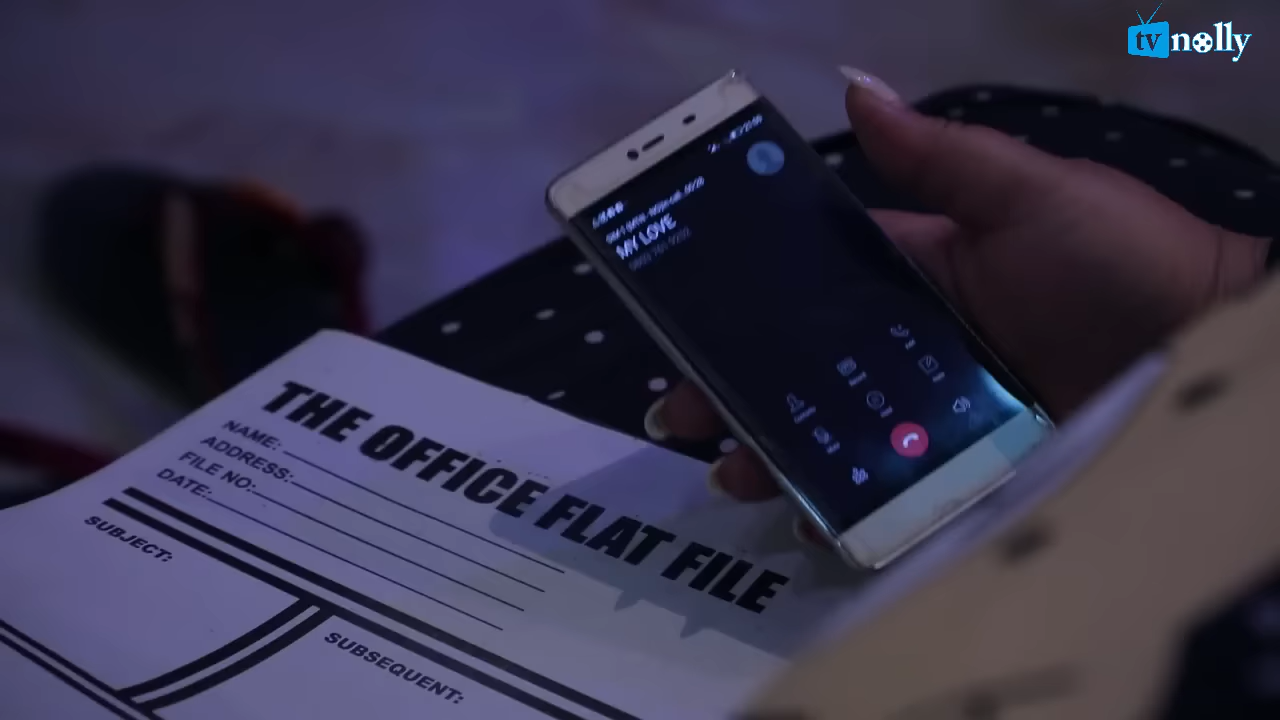 tv nolly
MY LOVE
THE OFFICE FLAT FILE
NAME:
ADDRESS:
FILE NO:
DATE:
SUBJECT:
SUBSEQUENT: